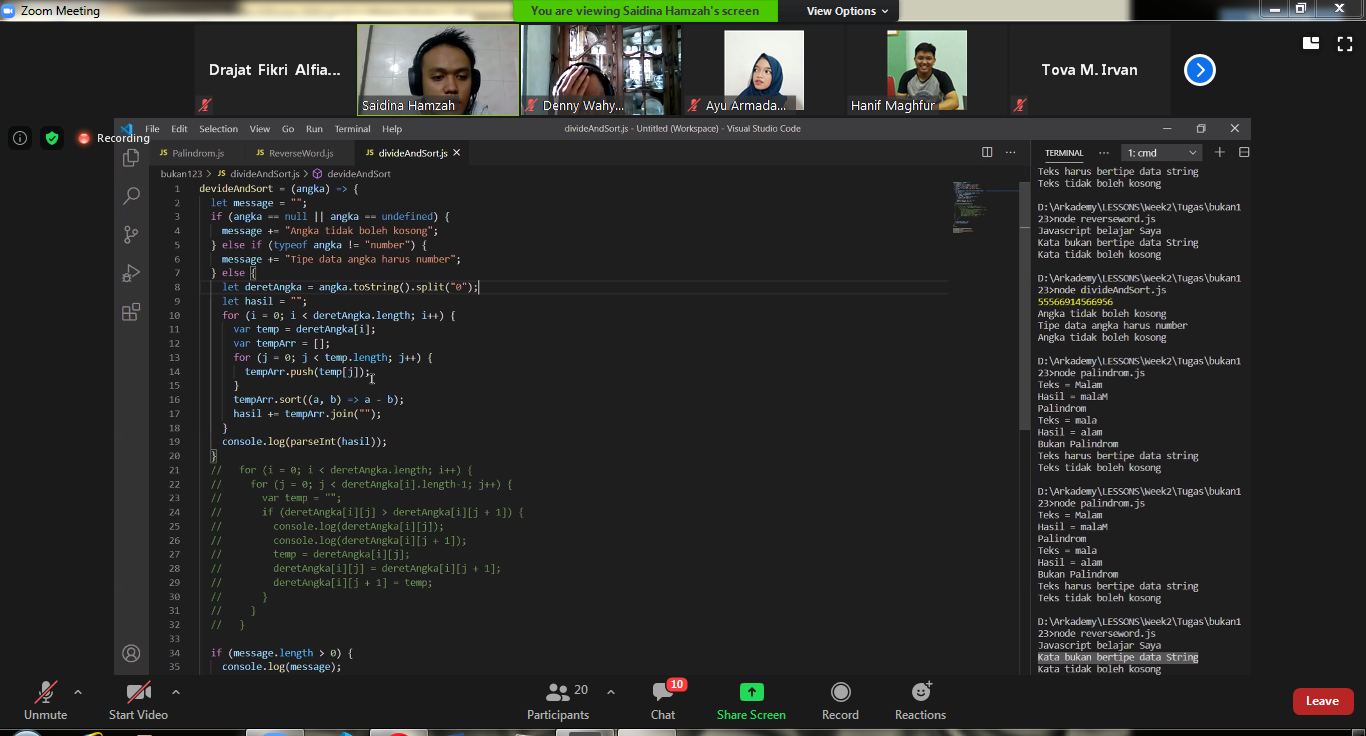 Zoom Meeting
You are viewing Saidina Hamzah's screen
View Options
Drajat Fikri Alfia...
Saidina Hamzah
Denny Wahy...
Ayu Armada...
Hanif Maghfur
Tova M. Irvan
Recording
File Edit Selection View Go Run Terminal Help
divideAndSort.js - Untitled (Workspace) - Visual Studio Code
JS Palindrom.js
JS ReverseWord.js
JS divideAndSort.js
bukan123 > JS divideAndSort.js > devideAndSort
1 devideAndSort = (angka) => {
2 let message = "";
3 if (angka == null || angka == undefined) {
4 message += "Angka tidak boleh kosong";
5 } else if (typeof angka != "number") {
6 message += "Tipe data angka harus number";
7 } else {
8 let deretAngka = angka.toString().split("0");
9 let hasil = "";
10 for (i = 0; i < deretAngka.length; i++) {
11 var temp = deretAngka[i];
12 var tempArr = [];
13 for (j = 0; j < temp.length; j++) {
14 tempArr.push(temp[j]);
15 }
16 tempArr.sort((a, b) => a - b);
17 hasil += tempArr.join("");
18 }
19 console.log(parseInt(hasil));
20 }
21 // for (i = 0; i < deretAngka.length; i++) {
22 // for (j = 0; j < deretAngka[i].length-1; j++) {
23 // var temp = "";
24 // if (deretAngka[i][j] > deretAngka[i][j + 1]) {
25 // console.log(deretAngka[i][j]);
26 // console.log(deretAngka[i][j + 1]);
27 // temp = deretAngka[i][j];
28 // deretAngka[i][j] = deretAngka[i][j + 1];
29 // deretAngka[i][j + 1] = temp;
30 // }
31 // }
32 // }
33
34 if (message.length > 0) {
35 console.log(message);
TERMINAL ... 1: cmd
Teks harus bertipe data string
Teks tidak boleh kosong
D:\Arkademy\LESSONS\Week2\Tugas\bukan1
23>node reverseword.js
Javascript belajar Saya
Kata bukan bertipe data String
Kata tidak boleh kosong
D:\Arkademy\LESSONS\Week2\Tugas\bukan1
23>node divideAndSort.js
55566914566956
Angka tidak boleh kosong
Tipe data angka harus number
Angka tidak boleh kosong
D:\Arkademy\LESSONS\Week2\Tugas\bukan1
23>node palindrom.js
Teks = Malam
Hasil = malaM
Palindrom
Teks = mala
Hasil = alam
Bukan Palindrom
Teks harus bertipe data string
Teks tidak boleh kosong
D:\Arkademy\LESSONS\Week2\Tugas\bukan1
23>node palindrom.js
Teks = Malam
Hasil = malaM
Palindrom
Teks = mala
Hasil = alam
Bukan Palindrom
Teks harus bertipe data string
Teks tidak boleh kosong
D:\Arkademy\LESSONS\Week2\Tugas\bukan1
23>node reverseword.js
Javascript belajar Saya
Kata bukan bertipe data String
Kata tidak boleh kosong
Unmute
Start Video
20
Participants
10
Chat
Share Screen
Record
Reactions
Leave